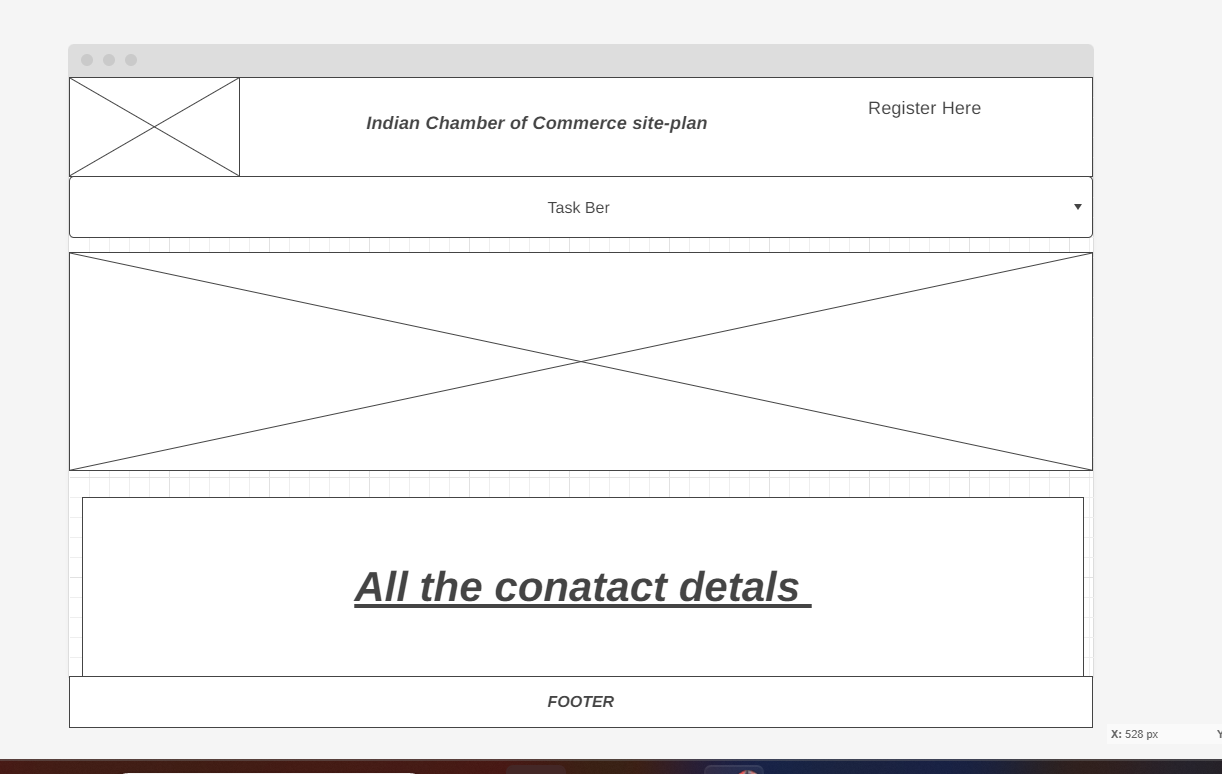 Indian Chamber of Commerce site-plan
Register Here
Task Ber
All the conatact detals
FOOTER
X: 528 px
Y